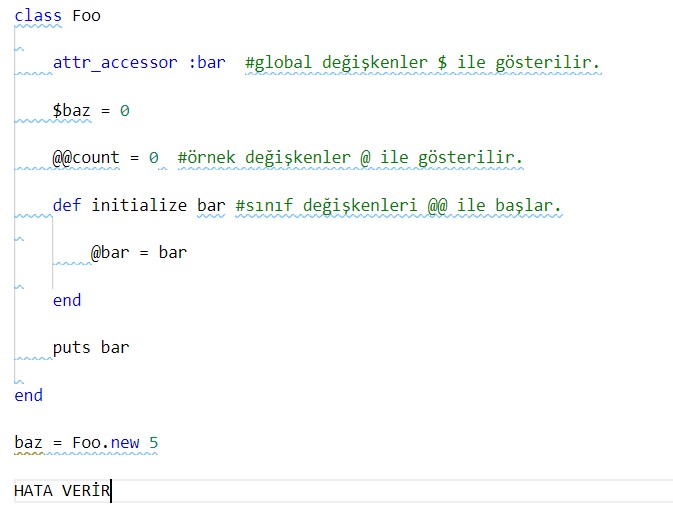 class Foo
attr_accessor :bar  #global değişkenler $ ile gösterilir.
$baz = 0
@@count = 0  #örnek değişkenler @ ile gösterilir.
def initialize bar #sınıf değişkenleri @@ ile başlar.
@bar = bar
end
puts bar
end
baz = Foo.new 5
HATA VERİR